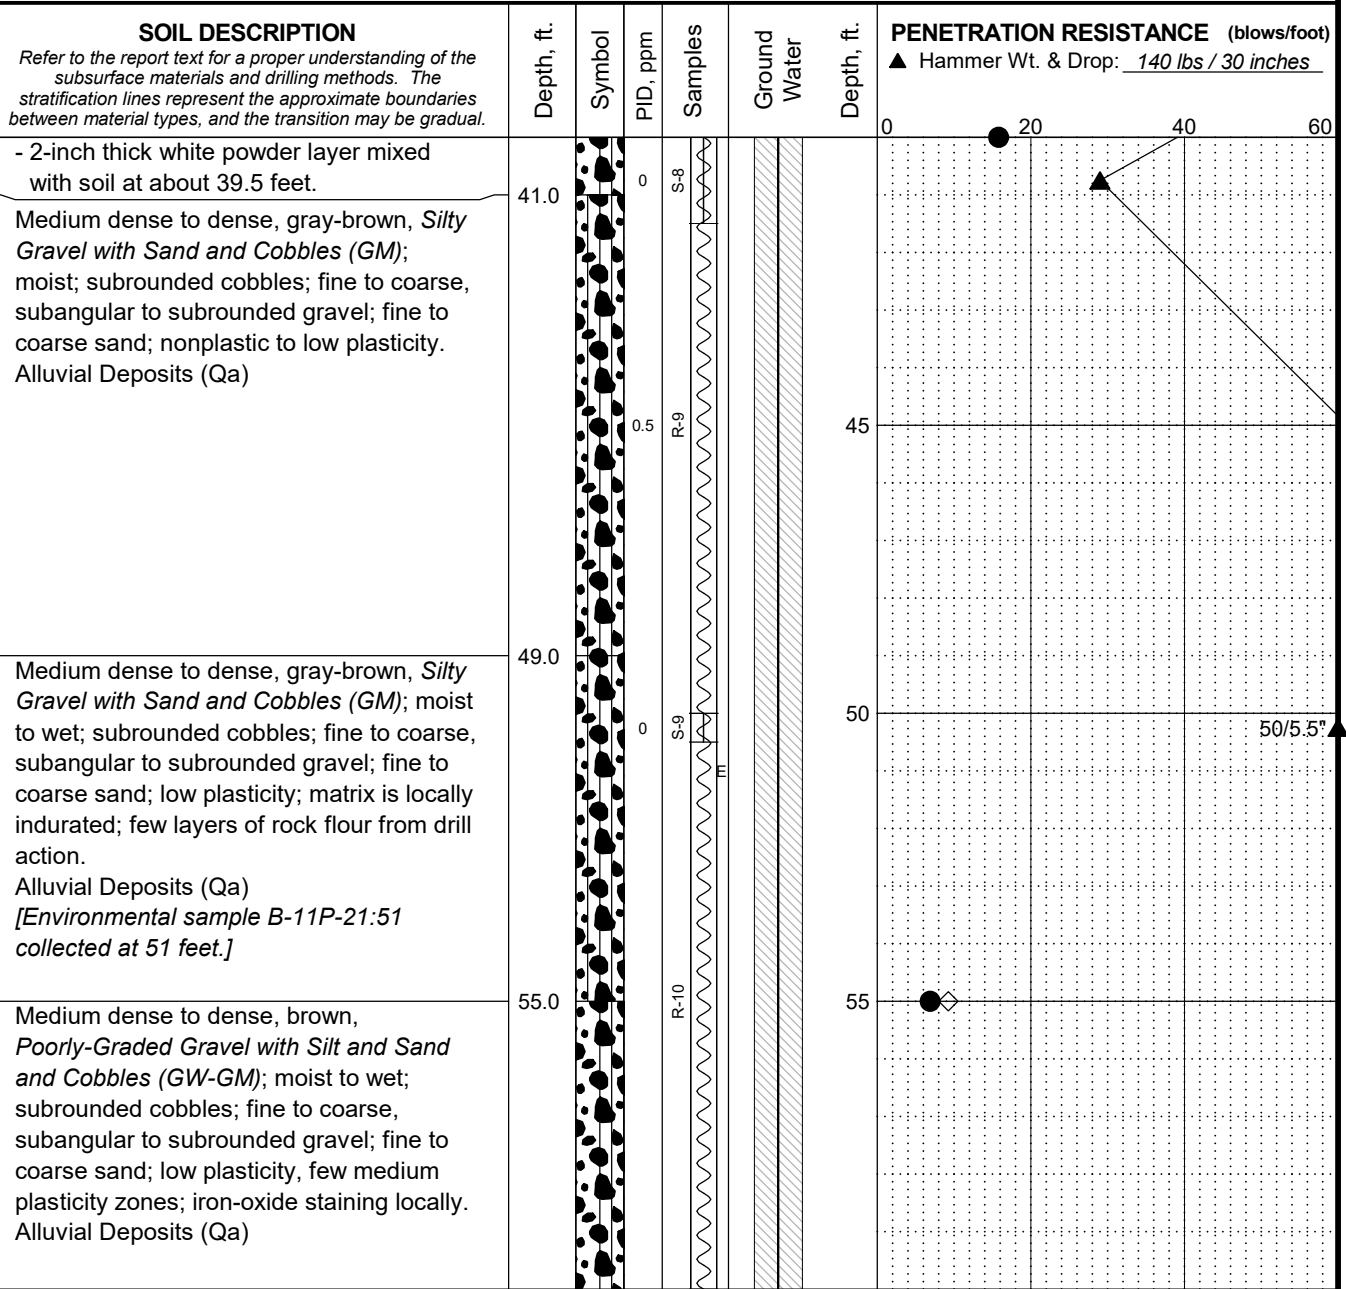 SOIL DESCRIPTION
Refer to the report text for a proper understanding of the
subsurface materials and drilling methods. The
stratification lines represent the approximate boundaries
between material types, and the transition may be gradual.
Depth, ft.
Symbol
PID, ppm
Samples
Ground
Water
Depth, ft.
PENETRATION RESISTANCE (blows/foot)
▲ Hammer Wt. & Drop: 140 lbs / 30 inches
0 20 40 60
- 2-inch thick white powder layer mixed
with soil at about 39.5 feet.
0
S-8
41.0
Medium dense to dense, gray-brown, Silty
Gravel with Sand and Cobbles (GM);
moist; subrounded cobbles; fine to coarse,
subangular to subrounded gravel; fine to
coarse sand; nonplastic to low plasticity.
Alluvial Deposits (Qa)
0.5
R-9
45
49.0
Medium dense to dense, gray-brown, Silty
Gravel with Sand and Cobbles (GM); moist
to wet; subrounded cobbles; fine to coarse,
subangular to subrounded gravel; fine to
coarse sand; low plasticity; matrix is locally
indurated; few layers of rock flour from drill
action.
Alluvial Deposits (Qa)
[Environmental sample B-11P-21:51
collected at 51 feet.]
0
S-9
E
50
50/5.5"
55.0
R-10
55
Medium dense to dense, brown,
Poorly-Graded Gravel with Silt and Sand
and Cobbles (GW-GM); moist to wet;
subrounded cobbles; fine to coarse,
subangular to subrounded gravel; fine to
coarse sand; low plasticity, few medium
plasticity zones; iron-oxide staining locally.
Alluvial Deposits (Qa)